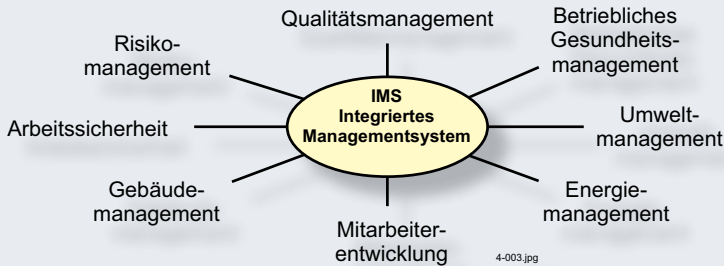 Qualitätsmanagement
Betriebliches
Gesundheits-
management
Risiko-
management
IMS
Integriertes
Managementsystem
Arbeitssicherheit
Umwelt-
management
Gebäude-
management
Energie-
management
Mitarbeiter-
entwicklung
4-003.jpg